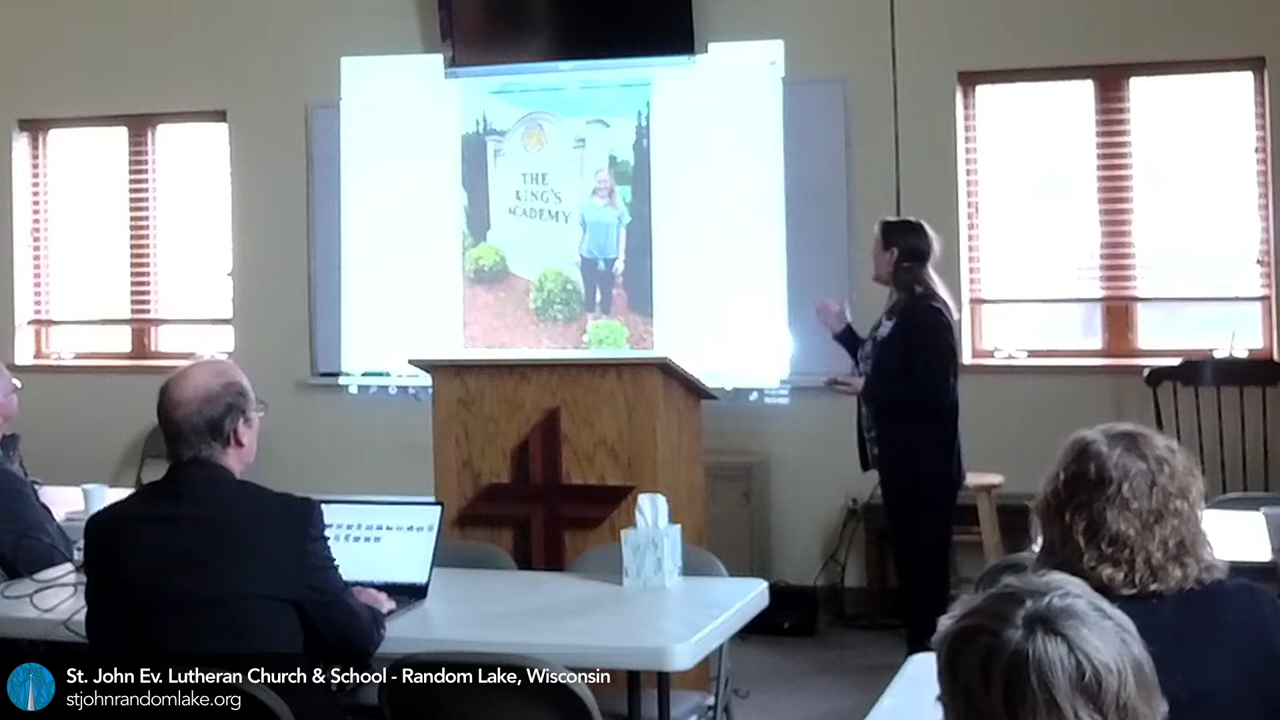 THE
KING'S
ACADEMY
St. John Ev. Lutheran Church & School - Random Lake, Wisconsin
stjohnrandomlake.org